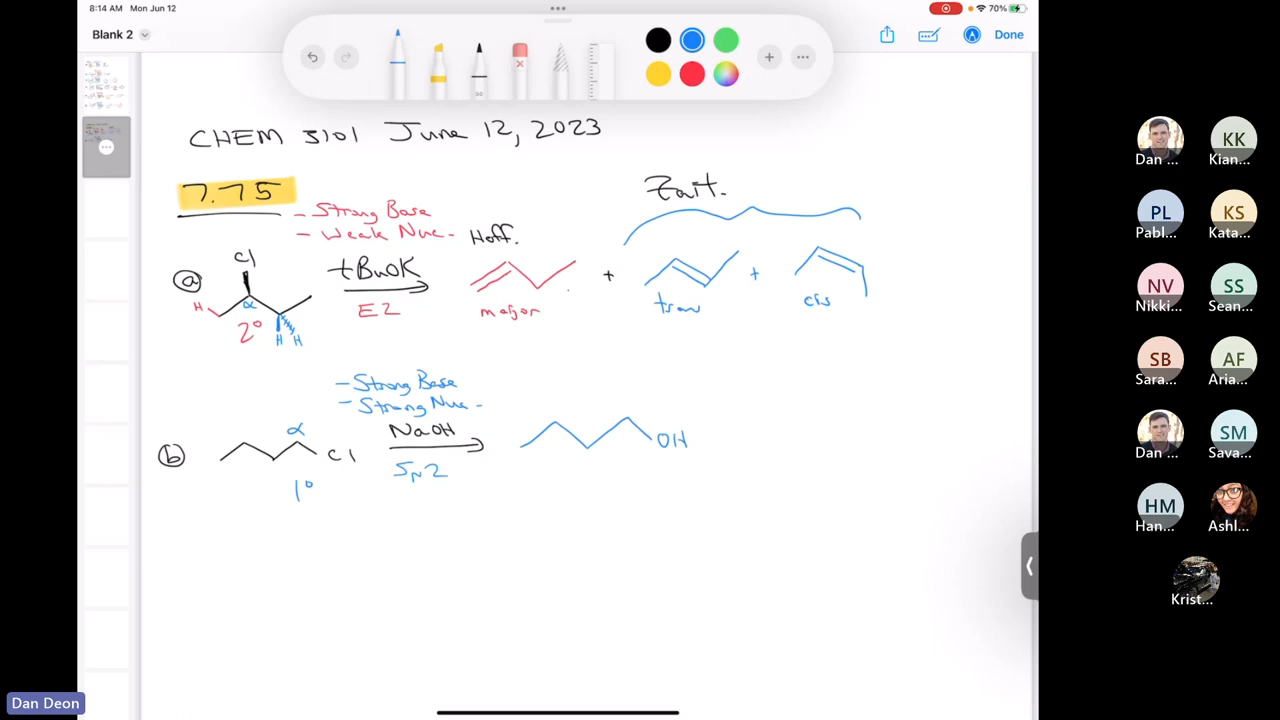 8:14 AM Mon Jun 12
70%
Blank 2
Done
CHEM 3101 June 12, 2023
7.75
- Strong Base
- Weak Nuc.
Hoff.
Zait.
a
Cl
tBuOK
+
+
H
α
2°
E2
major
trans
cis
H H
- Strong Base
- Strong Nuc.
α
NaOH
b
Cl
OH
1°
SN2
Dan ...
KK
Kian...
PL
Pabl...
KS
Kata...
NV
Nikki...
SS
Sean...
SB
Sara...
AF
Aria...
Dan ...
SM
Sava...
HM
Han...
Ashl...
Krist...
Dan Deon